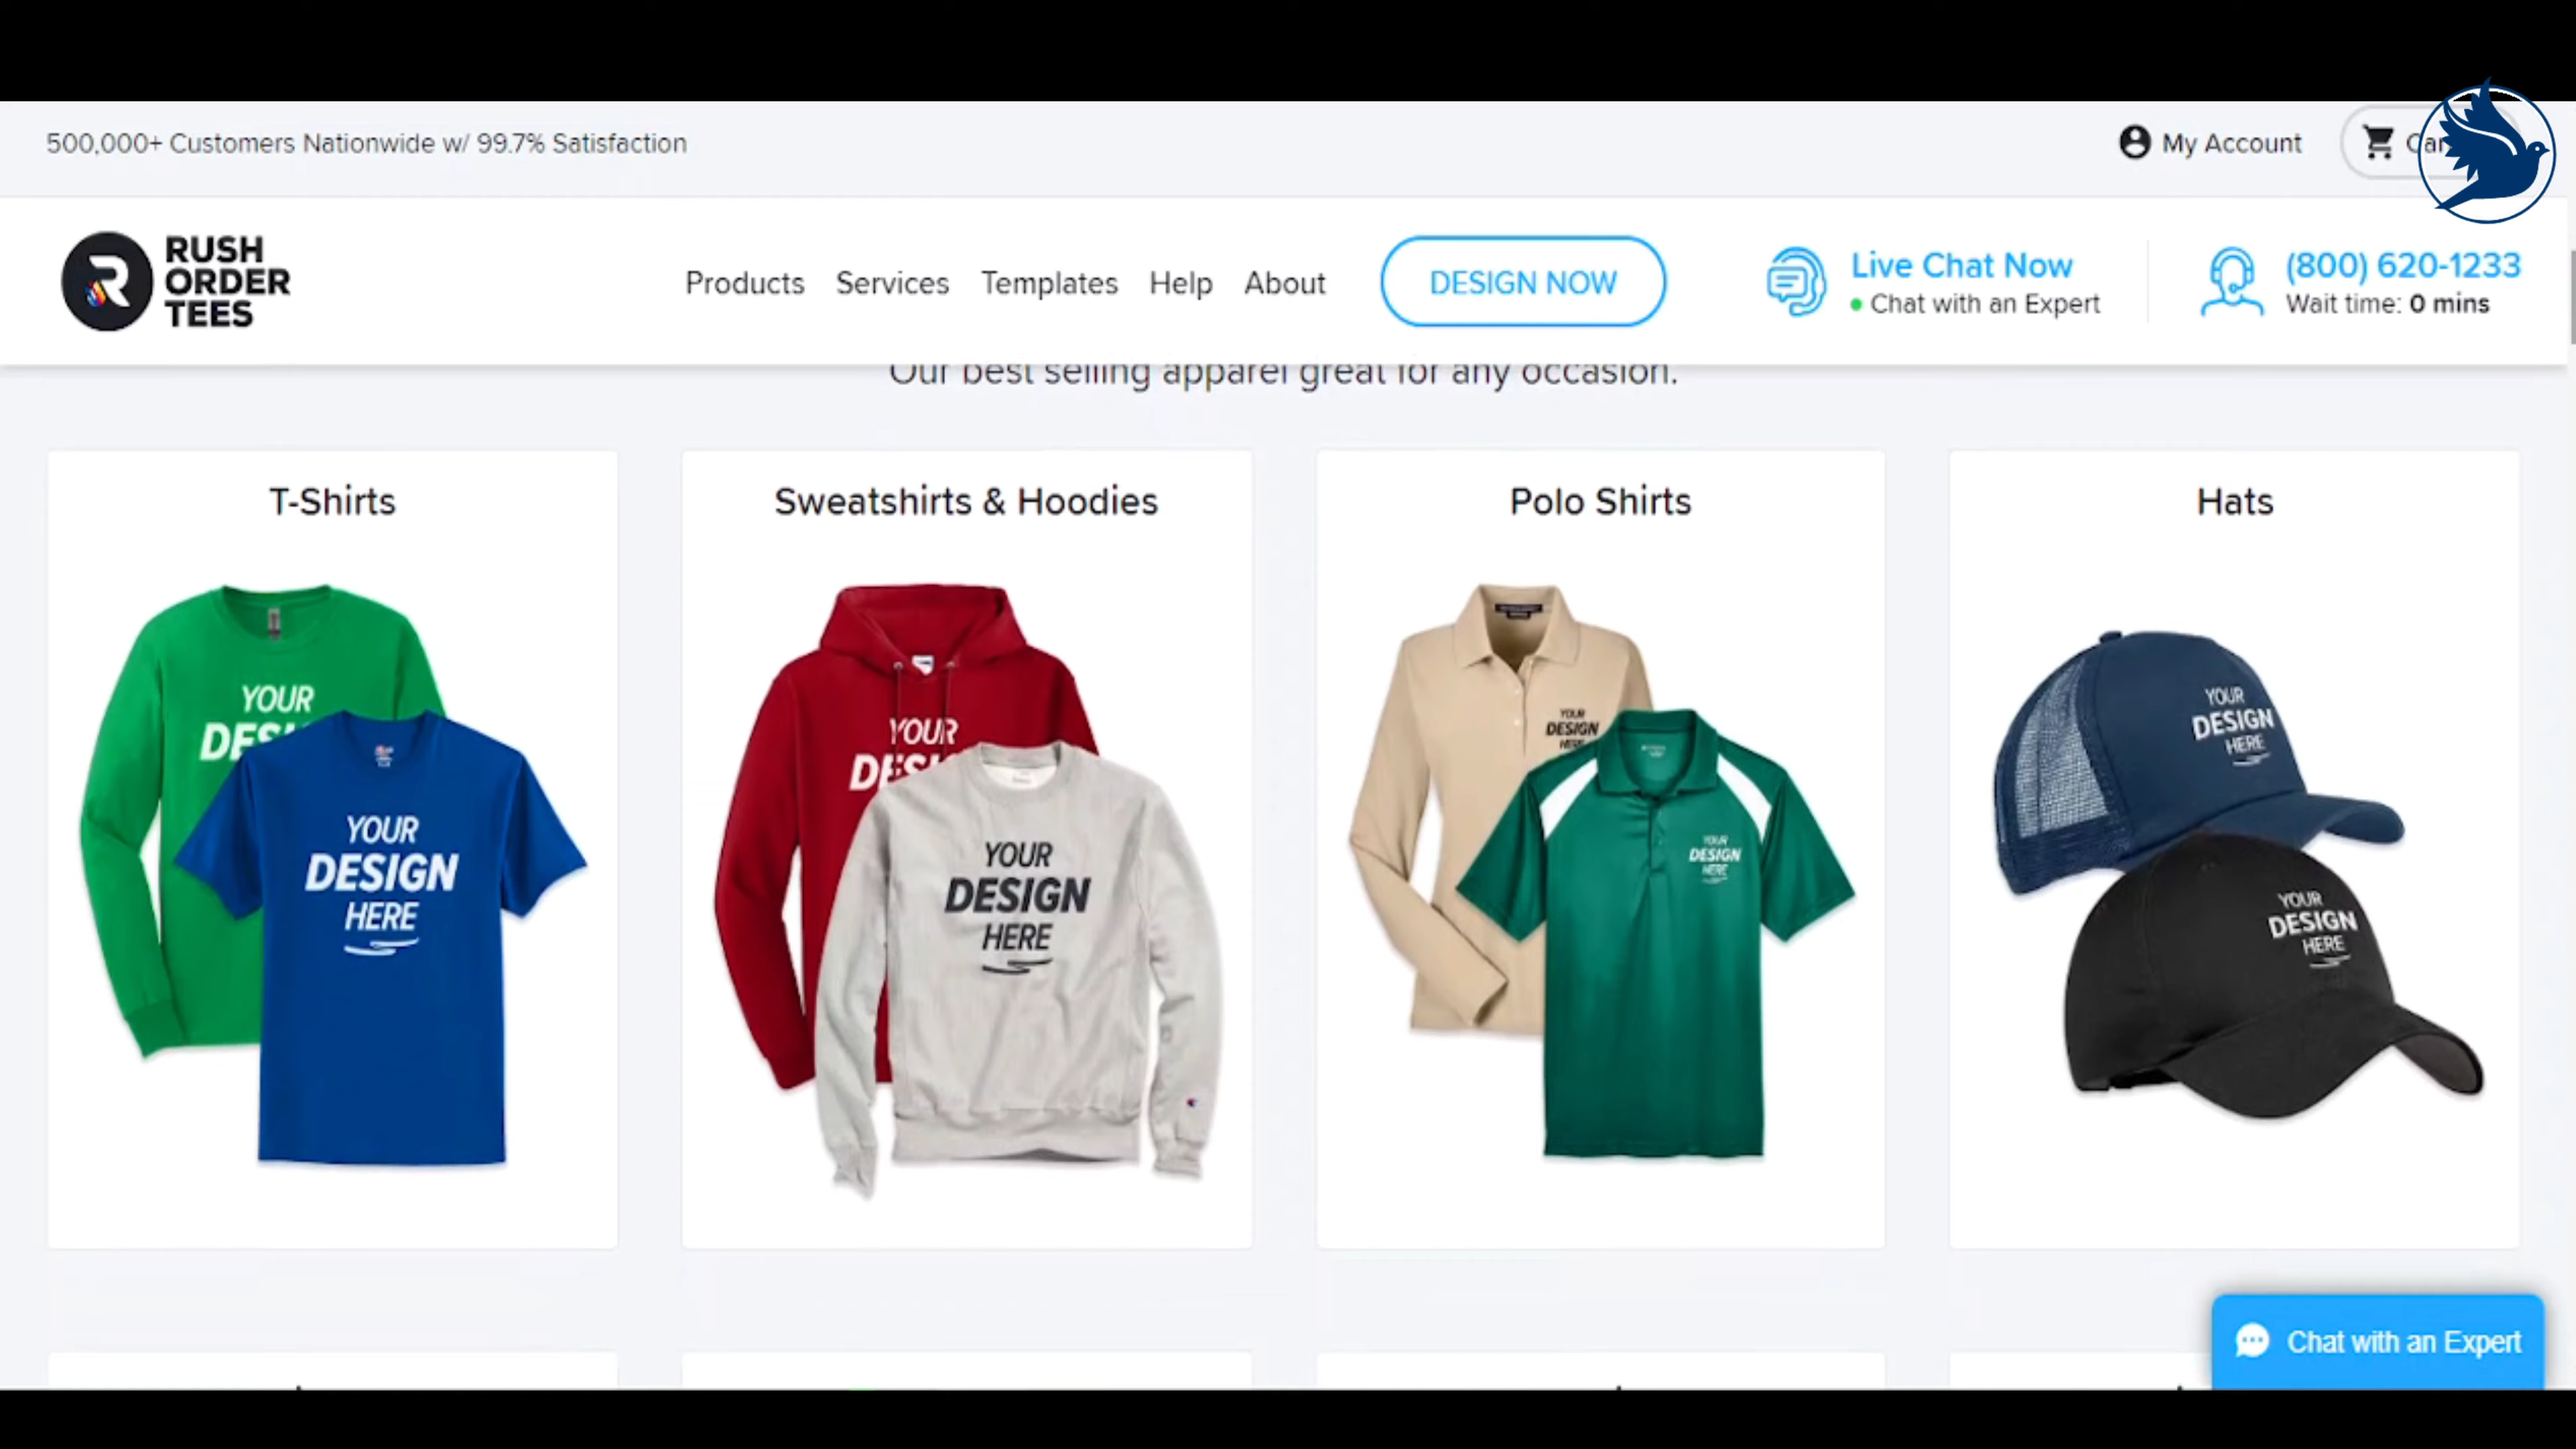 500,000+ Customers Nationwide w/ 99.7% Satisfaction
My Account
RUSH
ORDER
TEES
Products Services Templates Help About
DESIGN NOW
Live Chat Now
Chat with an Expert
(800) 620-1233
Wait time: 0 mins
Our best selling apparel great for any occasion.
T-Shirts
YOUR
YOUR
DESIGN
HERE
Sweatshirts & Hoodies
YOUR
YOUR
DESIGN
HERE
Polo Shirts
YOUR
DESIGN
HERE
YOUR
DESIGN
HERE
Hats
YOUR
DESIGN
HERE
YOUR
DESIGN
HERE
Chat with an Expert